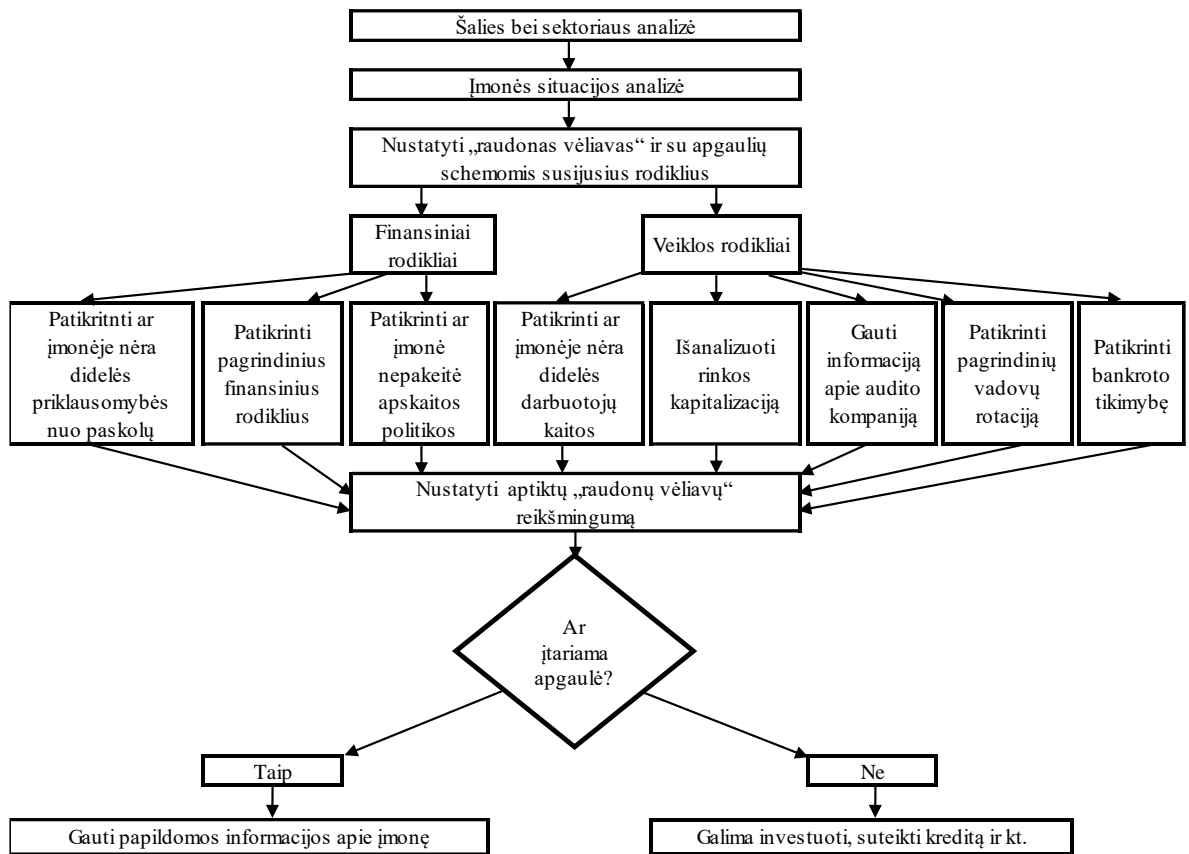 Šalies bei sektoriaus analizė
Įmonės situacijos analizė
Nustatyti „raudonas vėliavas“ ir su apgaulių
schemomis susijusius rodiklius
Finansiniai
rodikliai
Veiklos rodikliai
Patikritnti ar
įmonėje nėra
didelės
priklausomybės
nuo paskolų
Patikrinti
pagrindinius
finansinius
rodiklius
Patikrinti ar
įmonė
nepakeitė
apskaitos
politikos
Patikrinti ar
įmonėje nėra
didelės
darbuotojų
kaitos
Išanalizuoti
rinkos
kapitalizaciją
Gauti
informaciją
apie audito
kompaniją
Patikrinti
pagrindinių
vadovų
rotaciją
Patikrinti
bankroto
tikimybę
Nustatyti aptiktų „raudonų vėliavų“
reikšmingumą
Ar
įtariama
apgaulė?
Taip
Ne
Gauti papildomos informacijos apie įmonę
Galima investuoti, suteikti kreditą ir kt.